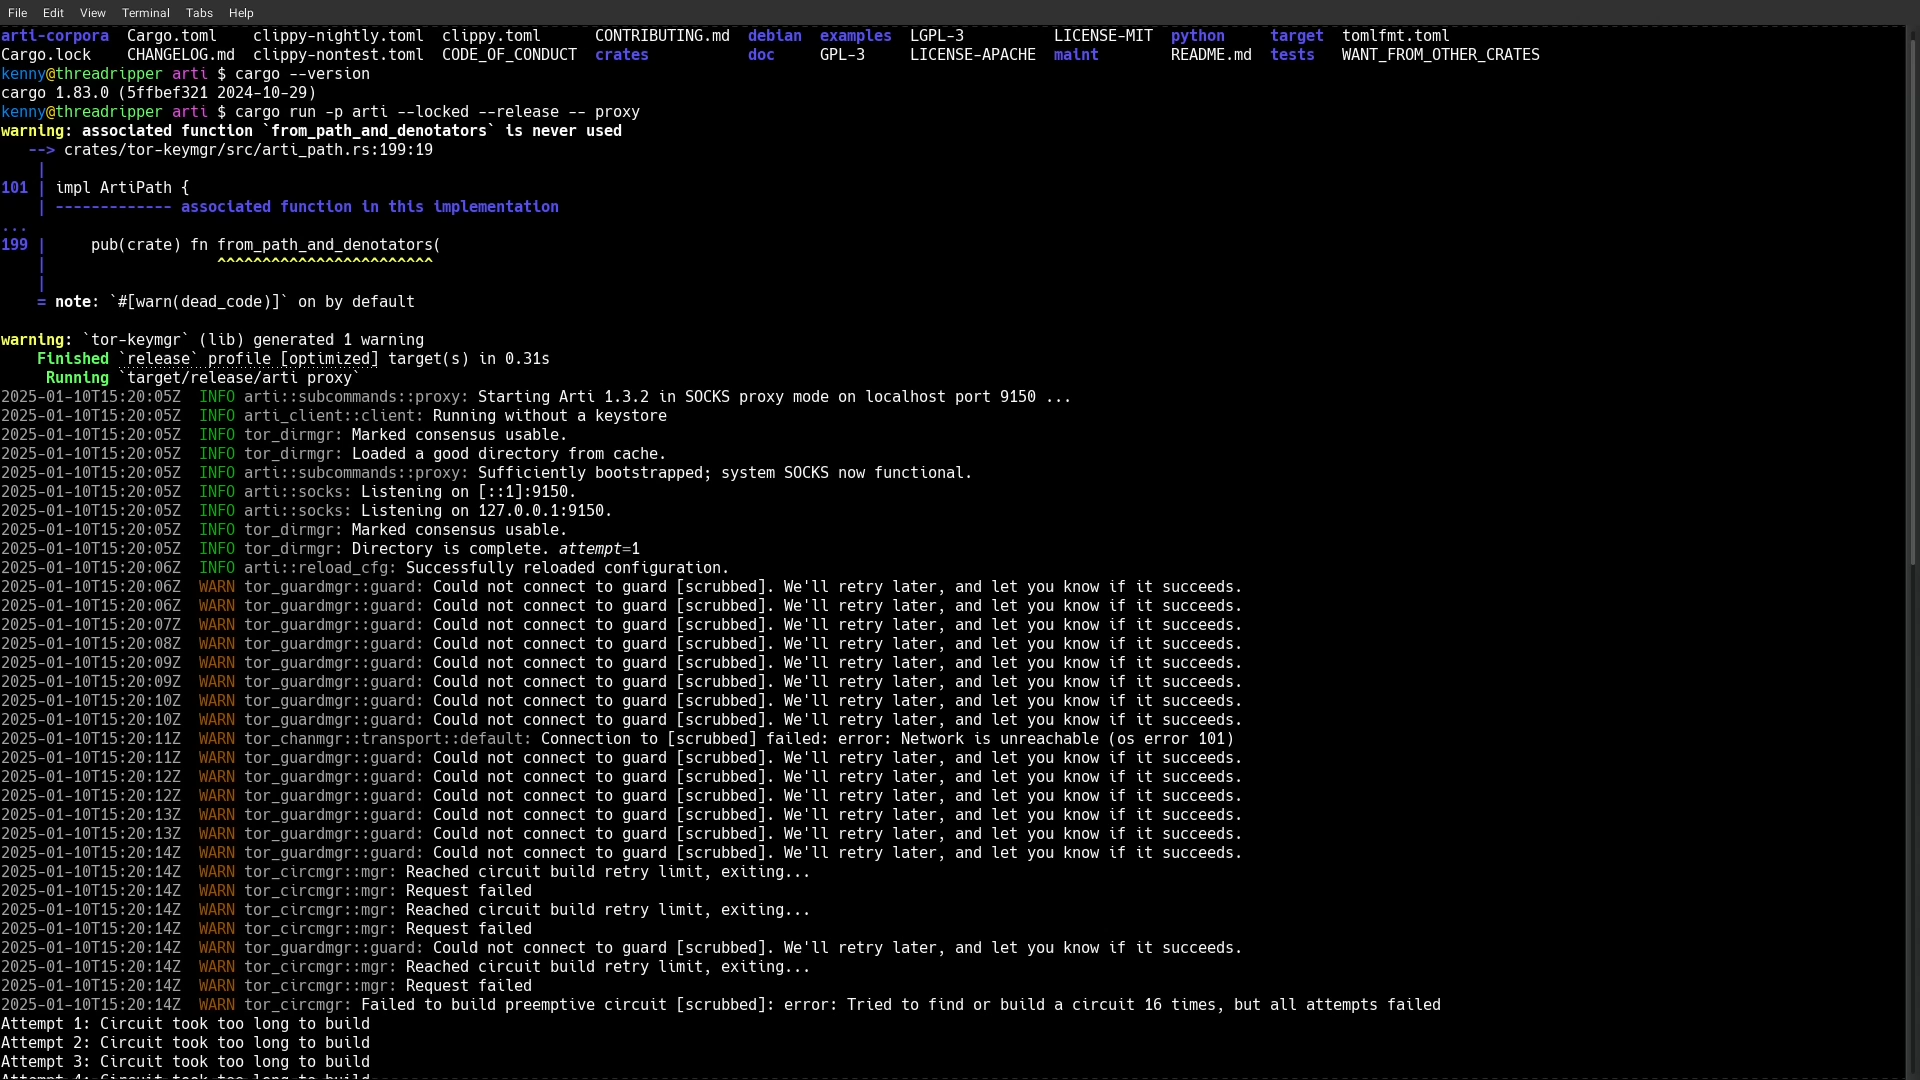 File Edit View Terminal Tabs Help
arti-corpora Cargo.toml clippy-nightly.toml clippy.toml CONTRIBUTING.md debian examples LGPL-3 LICENSE-MIT python target tomlfmt.toml
Cargo.lock CHANGELOG.md clippy-nontest.toml CODE_OF_CONDUCT crates doc GPL-3 LICENSE-APACHE maint README.md tests WANT_FROM_OTHER_CRATES
kenny@threadripper arti $ cargo --version
cargo 1.83.0 (5ffbef321 2024-10-29)
kenny@threadripper arti $ cargo run -p arti --locked --release -- proxy
warning: associated function `from_path_and_denotators` is never used
   --> crates/tor-keymgr/src/arti_path.rs:199:19
    |
101 | impl ArtiPath {
    | ------------- associated function in this implementation
...
199 |     pub(crate) fn from_path_and_denotators(
    |                   ^^^^^^^^^^^^^^^^^^^^^^^^
    |
    = note: `#[warn(dead_code)]` on by default
warning: `tor-keymgr` (lib) generated 1 warning
    Finished `release` profile [optimized] target(s) in 0.31s
     Running `target/release/arti proxy`
2025-01-10T15:20:05Z  INFO arti::subcommands::proxy: Starting Arti 1.3.2 in SOCKS proxy mode on localhost port 9150 ...
2025-01-10T15:20:05Z  INFO arti_client::client: Running without a keystore
2025-01-10T15:20:05Z  INFO tor_dirmgr: Marked consensus usable.
2025-01-10T15:20:05Z  INFO tor_dirmgr: Loaded a good directory from cache.
2025-01-10T15:20:05Z  INFO arti::subcommands::proxy: Sufficiently bootstrapped; system SOCKS now functional.
2025-01-10T15:20:05Z  INFO arti::socks: Listening on [::1]:9150.
2025-01-10T15:20:05Z  INFO arti::socks: Listening on 127.0.0.1:9150.
2025-01-10T15:20:05Z  INFO tor_dirmgr: Marked consensus usable.
2025-01-10T15:20:05Z  INFO tor_dirmgr: Directory is complete. attempt=1
2025-01-10T15:20:06Z  INFO arti::reload_cfg: Successfully reloaded configuration.
2025-01-10T15:20:06Z  WARN tor_guardmgr::guard: Could not connect to guard [scrubbed]. We'll retry later, and let you know if it succeeds.
2025-01-10T15:20:06Z  WARN tor_guardmgr::guard: Could not connect to guard [scrubbed]. We'll retry later, and let you know if it succeeds.
2025-01-10T15:20:07Z  WARN tor_guardmgr::guard: Could not connect to guard [scrubbed]. We'll retry later, and let you know if it succeeds.
2025-01-10T15:20:08Z  WARN tor_guardmgr::guard: Could not connect to guard [scrubbed]. We'll retry later, and let you know if it succeeds.
2025-01-10T15:20:09Z  WARN tor_guardmgr::guard: Could not connect to guard [scrubbed]. We'll retry later, and let you know if it succeeds.
2025-01-10T15:20:09Z  WARN tor_guardmgr::guard: Could not connect to guard [scrubbed]. We'll retry later, and let you know if it succeeds.
2025-01-10T15:20:10Z  WARN tor_guardmgr::guard: Could not connect to guard [scrubbed]. We'll retry later, and let you know if it succeeds.
2025-01-10T15:20:10Z  WARN tor_guardmgr::guard: Could not connect to guard [scrubbed]. We'll retry later, and let you know if it succeeds.
2025-01-10T15:20:11Z  WARN tor_chanmgr::transport::default: Connection to [scrubbed] failed: error: Network is unreachable (os error 101)
2025-01-10T15:20:11Z  WARN tor_guardmgr::guard: Could not connect to guard [scrubbed]. We'll retry later, and let you know if it succeeds.
2025-01-10T15:20:12Z  WARN tor_guardmgr::guard: Could not connect to guard [scrubbed]. We'll retry later, and let you know if it succeeds.
2025-01-10T15:20:12Z  WARN tor_guardmgr::guard: Could not connect to guard [scrubbed]. We'll retry later, and let you know if it succeeds.
2025-01-10T15:20:13Z  WARN tor_guardmgr::guard: Could not connect to guard [scrubbed]. We'll retry later, and let you know if it succeeds.
2025-01-10T15:20:13Z  WARN tor_guardmgr::guard: Could not connect to guard [scrubbed]. We'll retry later, and let you know if it succeeds.
2025-01-10T15:20:14Z  WARN tor_guardmgr::guard: Could not connect to guard [scrubbed]. We'll retry later, and let you know if it succeeds.
2025-01-10T15:20:14Z  WARN tor_circmgr::mgr: Reached circuit build retry limit, exiting...
2025-01-10T15:20:14Z  WARN tor_circmgr::mgr: Request failed
2025-01-10T15:20:14Z  WARN tor_circmgr::mgr: Reached circuit build retry limit, exiting...
2025-01-10T15:20:14Z  WARN tor_circmgr::mgr: Request failed
2025-01-10T15:20:14Z  WARN tor_guardmgr::guard: Could not connect to guard [scrubbed]. We'll retry later, and let you know if it succeeds.
2025-01-10T15:20:14Z  WARN tor_circmgr::mgr: Reached circuit build retry limit, exiting...
2025-01-10T15:20:14Z  WARN tor_circmgr::mgr: Request failed
2025-01-10T15:20:14Z  WARN tor_circmgr: Failed to build preemptive circuit [scrubbed]: error: Tried to find or build a circuit 16 times, but all attempts failed
Attempt 1: Circuit took too long to build
Attempt 2: Circuit took too long to build
Attempt 3: Circuit took too long to build
Attempt 4: Circuit took too long to build